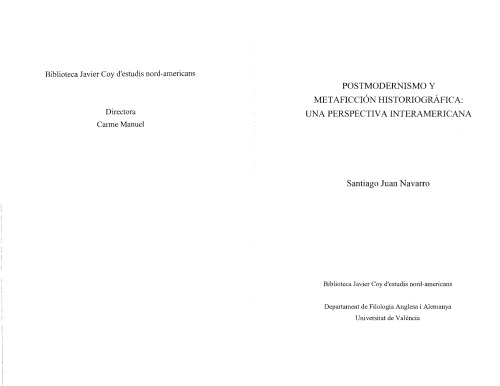 Biblioteca Javier Coy d'estudis nord-americans
Directora
Carme Manuel
POSTMODERNISMO Y
METAFICCIÓN HISTORIOGRÁFICA:
UNA PERSPECTIVA INTERAMERICANA
Santiago Juan Navarro
Biblioteca Javier Coy d'estudis nord-americans
Departament de Filologia Anglesa i Alemanya
Universitat de València